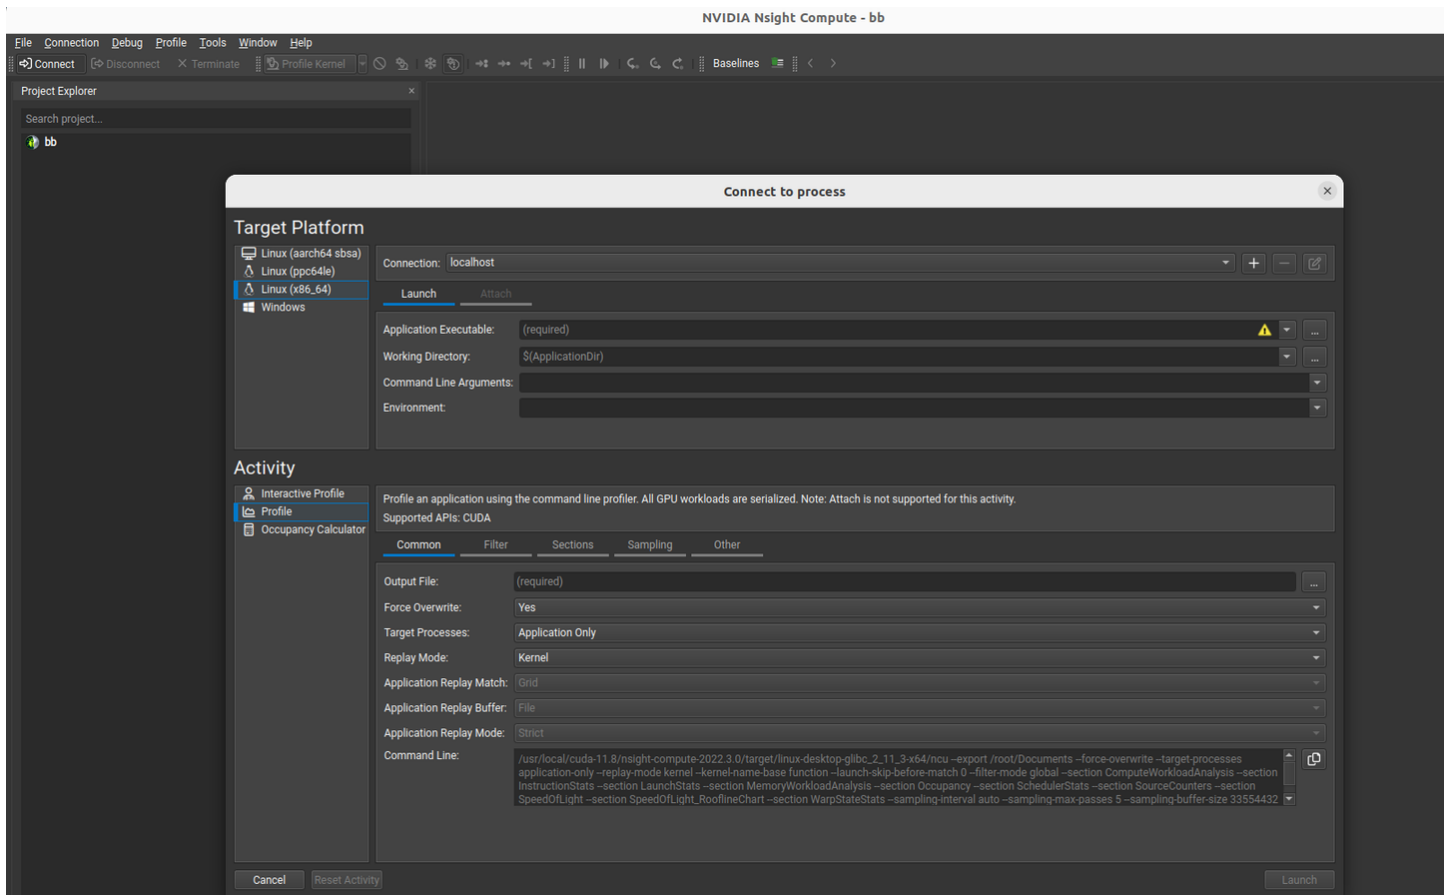 NVIDIA Nsight Compute - bb
File Connection Debug Profile Tools Window Help
Connect Disconnect Terminate Profile Kernel Baselines
Project Explorer
Search project...
bb
Connect to process
Target Platform
Linux (aarch64 sbsa)
Linux (ppc64le)
Linux (x86_64)
Windows
Connection: localhost
Launch Attach
Application Executable: (required)
Working Directory: $(ApplicationDir)
Command Line Arguments:
Environment:
Activity
Interactive Profile
Profile
Occupancy Calculator
Profile an application using the command line profiler. All GPU workloads are serialized. Note: Attach is not supported for this activity.
Supported APIs: CUDA
Common Filter Sections Sampling Other
Output File: (required)
Force Overwrite: Yes
Target Processes: Application Only
Replay Mode: Kernel
Application Replay Match: Grid
Application Replay Buffer: File
Application Replay Mode: Strict
Command Line: /usr/local/cuda-11.8/nsight-compute-2022.3.0/target/linux-desktop-glibc_2_11_3-x64/ncu --export /root/Documents --force-overwrite --target-processes
application-only --replay-mode kernel --kernel-name-base function --launch-skip-before-match 0 --filter-mode global --section ComputeWorkloadAnalysis --section
InstructionStats --section LaunchStats --section MemoryWorkloadAnalysis --section Occupancy --section SchedulerStats --section SourceCounters --section
SpeedOfLight --section SpeedOfLight_RooflineChart --section WarpStateStats --sampling-interval auto --sampling-max-passes 5 --sampling-buffer-size 33554432
Cancel Reset Activity Launch